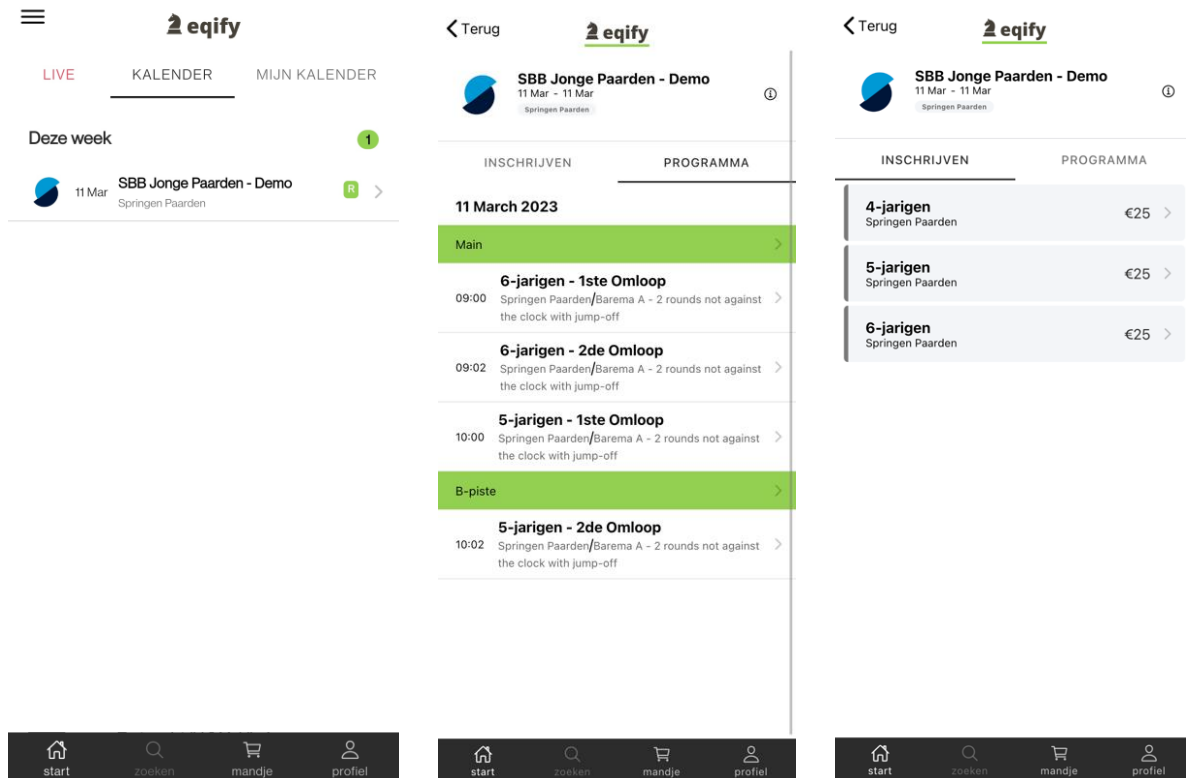 eqify
LIVE
KALENDER
MIJN KALENDER
Deze week
1
11 Mar
SBB Jonge Paarden - Demo
R
Springen Paarden
start
zoeken
mandje
profiel
Terug
eqify
SBB Jonge Paarden - Demo
11 Mar - 11 Mar
Springen Paarden
INSCHRIJVEN
PROGRAMMA
11 March 2023
Main
6-jarigen - 1ste Omloop
09:00
Springen Paarden/Barema A - 2 rounds not against
the clock with jump-off
6-jarigen - 2de Omloop
09:02
Springen Paarden/Barema A - 2 rounds not against
the clock with jump-off
5-jarigen - 1ste Omloop
10:00
Springen Paarden/Barema A - 2 rounds not against
the clock with jump-off
B-piste
5-jarigen - 2de Omloop
10:02
Springen Paarden/Barema A - 2 rounds not against
the clock with jump-off
start
zoeken
mandje
profiel
Terug
eqify
SBB Jonge Paarden - Demo
11 Mar - 11 Mar
Springen Paarden
INSCHRIJVEN
PROGRAMMA
4-jarigen
Springen Paarden
€25
5-jarigen
Springen Paarden
€25
6-jarigen
Springen Paarden
€25
start
zoeken
mandje
profiel